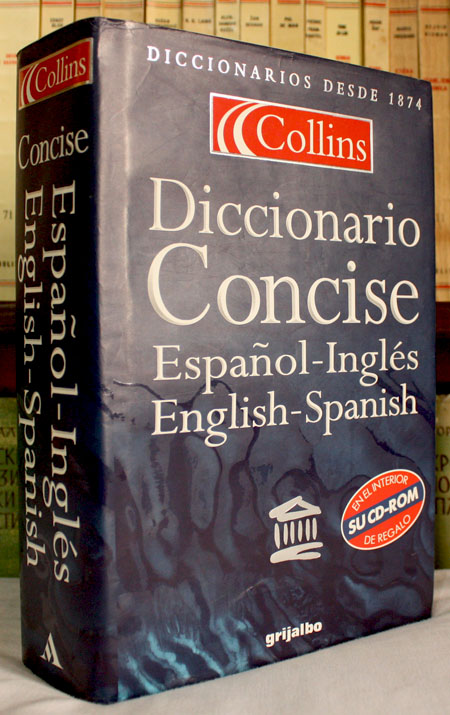 DICCIONARIOS DESDE 1874
Collins
Diccionario
Concise
Español-Inglés
English-Spanish
EN EL INTERIOR
SU CD-ROM
DE REGALO
grijalbo
Collins
Concise
Español-Inglés
English-Spanish
71